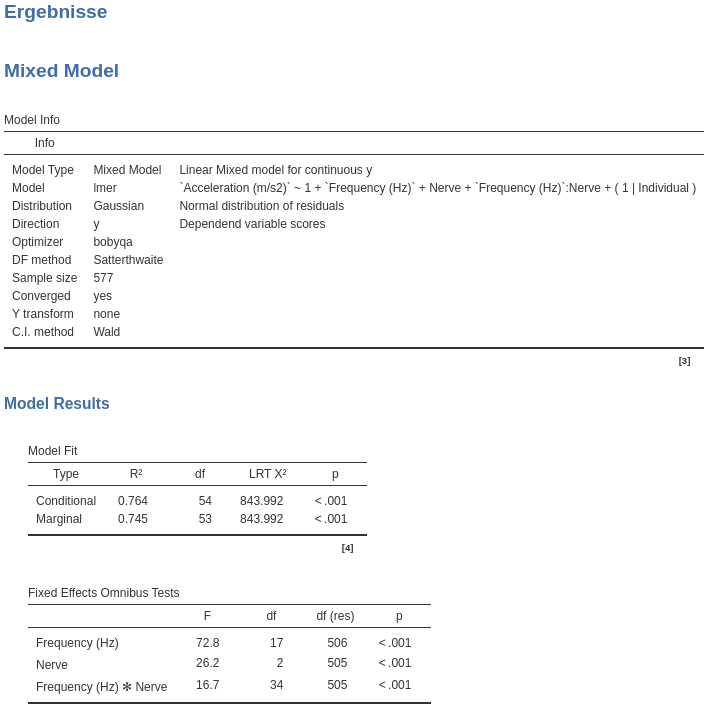 Ergebnisse
Mixed Model
Model Info
Info
Model Type Mixed Model Linear Mixed model for continuous y
Model lmer `Acceleration (m/s2)` ~ 1 + `Frequency (Hz)` + Nerve + `Frequency (Hz)`:Nerve + ( 1 | Individual )
Distribution Gaussian Normal distribution of residuals
Direction y Dependend variable scores
Optimizer bobyqa
DF method Satterthwaite
Sample size 577
Converged yes
Y transform none
C.I. method Wald
[3]
Model Results
Model Fit
Type R² df LRT X² p
Conditional 0.764 54 843.992 < .001
Marginal 0.745 53 843.992 < .001
[4]
Fixed Effects Omnibus Tests
F df df (res) p
Frequency (Hz) 72.8 17 506 < .001
Nerve 26.2 2 505 < .001
Frequency (Hz) ✻ Nerve 16.7 34 505 < .001